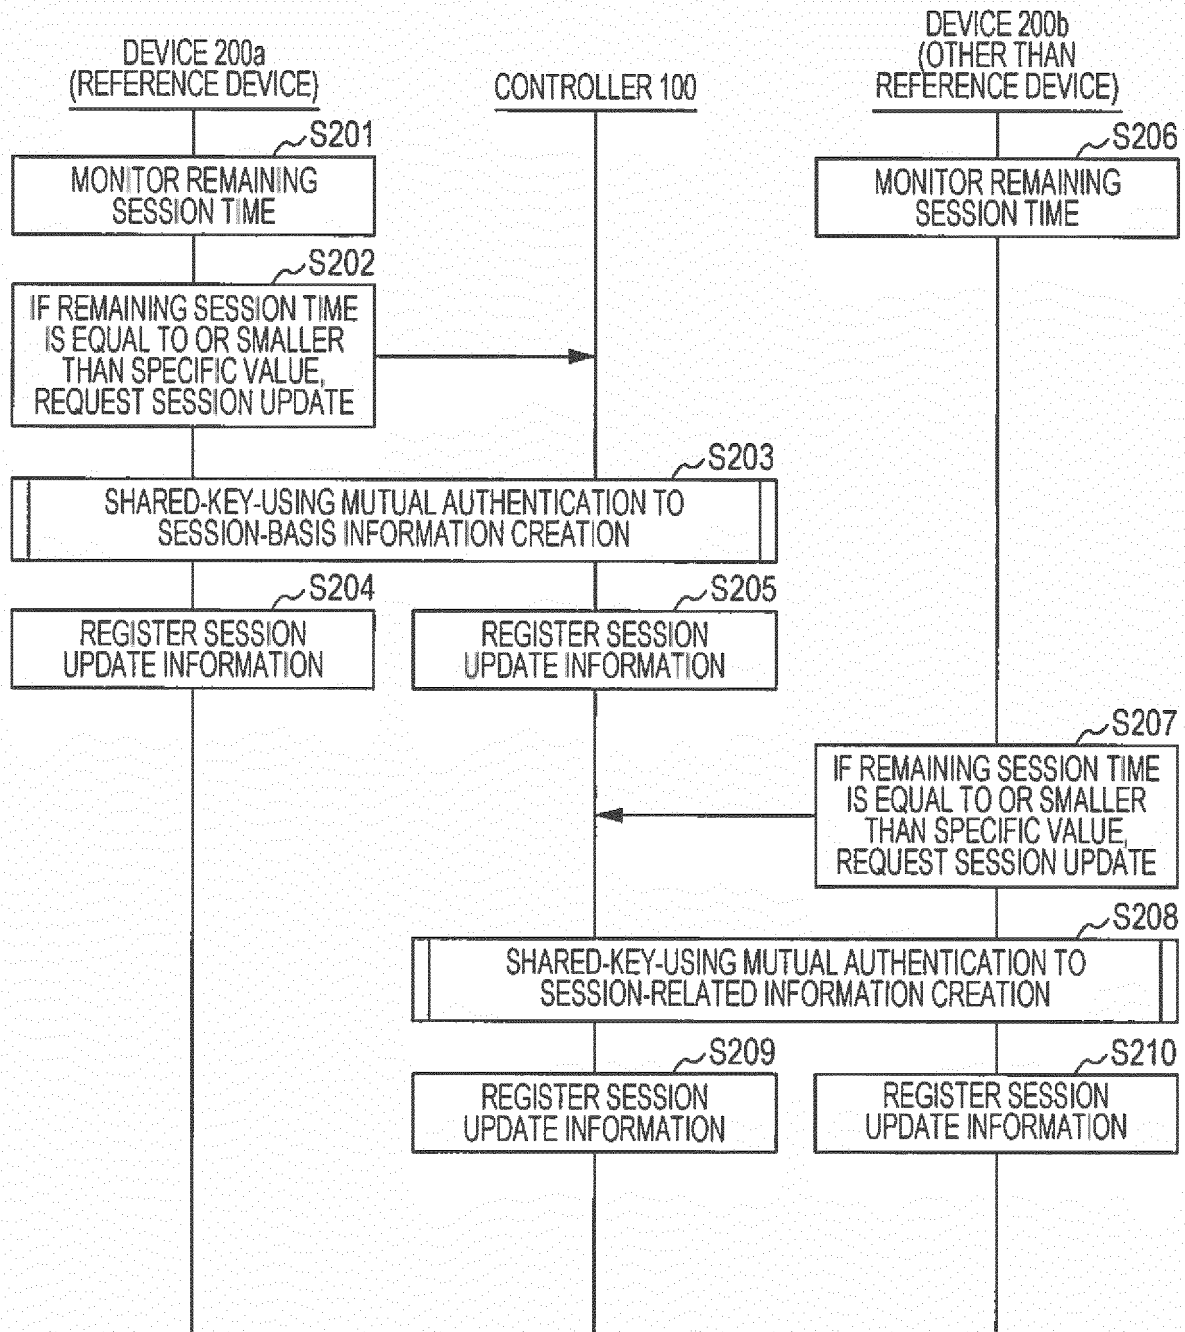 DEVICE 200a
(REFERENCE DEVICE)
CONTROLLER 100
DEVICE 200b
(OTHER THAN
REFERENCE DEVICE)
S201
MONITOR REMAINING
SESSION TIME
S206
MONITOR REMAINING
SESSION TIME
S202
IF REMAINING SESSION TIME
IS EQUAL TO OR SMALLER
THAN SPECIFIC VALUE,
REQUEST SESSION UPDATE
S203
SHARED-KEY-USING MUTUAL AUTHENTICATION TO
SESSION-BASIS INFORMATION CREATION
S204
REGISTER SESSION
UPDATE INFORMATION
S205
REGISTER SESSION
UPDATE INFORMATION
S207
IF REMAINING SESSION TIME
IS EQUAL TO OR SMALLER
THAN SPECIFIC VALUE,
REQUEST SESSION UPDATE
S208
SHARED-KEY-USING MUTUAL AUTHENTICATION TO
SESSION-RELATED INFORMATION CREATION
S209
REGISTER SESSION
UPDATE INFORMATION
S210
REGISTER SESSION
UPDATE INFORMATION